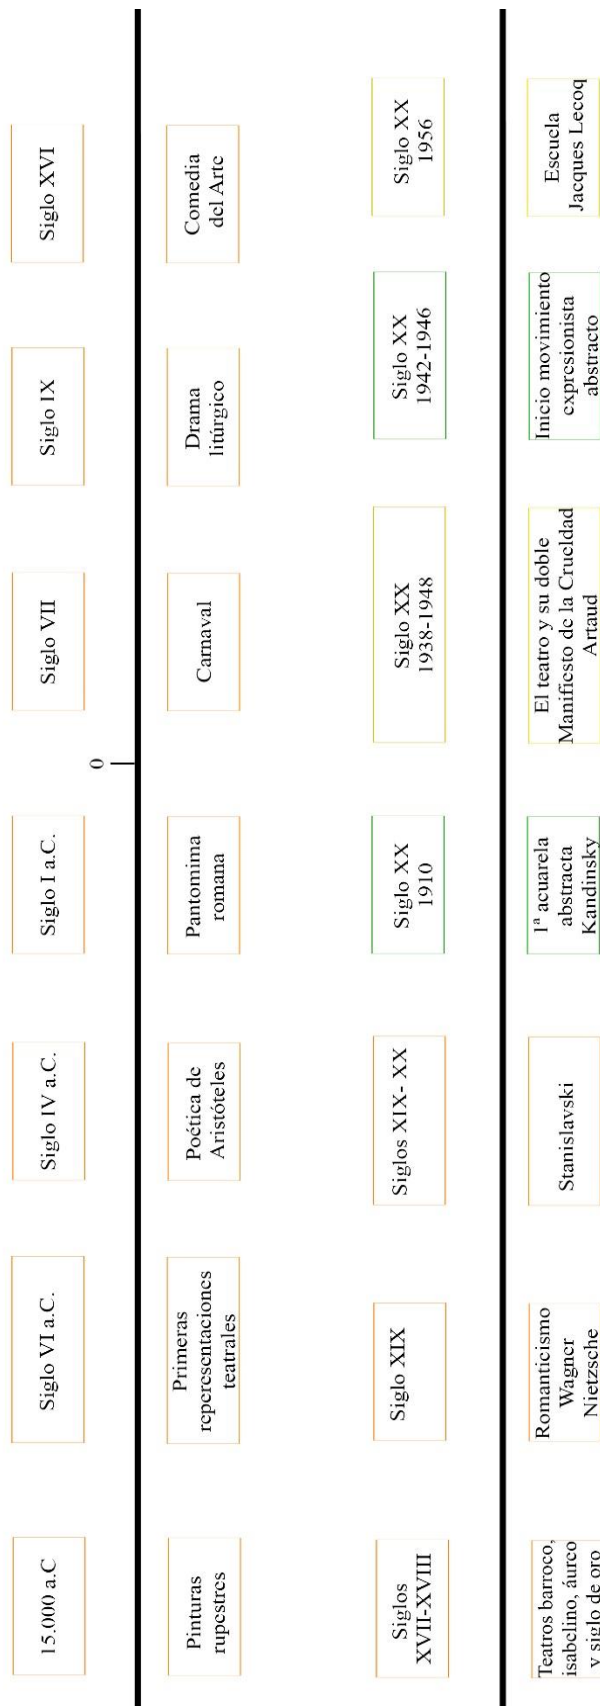 15.000 a.C
Siglo VI a.C.
Siglo IV a.C.
Siglo I a.C.
0
Siglo VII
Siglo IX
Siglo XVI
Pinturas
rupestres
Primeras
representaciones
teatrales
Poética de
Aristóteles
Pantomima
romana
Carnaval
Drama
litúrgico
Comedia
del Arte
Siglos
XVII-XVIII
Siglo XIX
Siglos XIX- XX
Siglo XX
1910
Siglo XX
1938-1948
Siglo XX
1942-1946
Siglo XX
1956
Teatros barroco,
isabelino, áureo
y siglo de oro
Romanticismo
Wagner
Nietzsche
Stanislavski
1ª acuarela
abstracta
Kandinsky
El teatro y su doble
Manifiesto de la Crueldad
Artaud
Inicio movimiento
expresionista
abstracto
Escuela
Jacques Lecoq